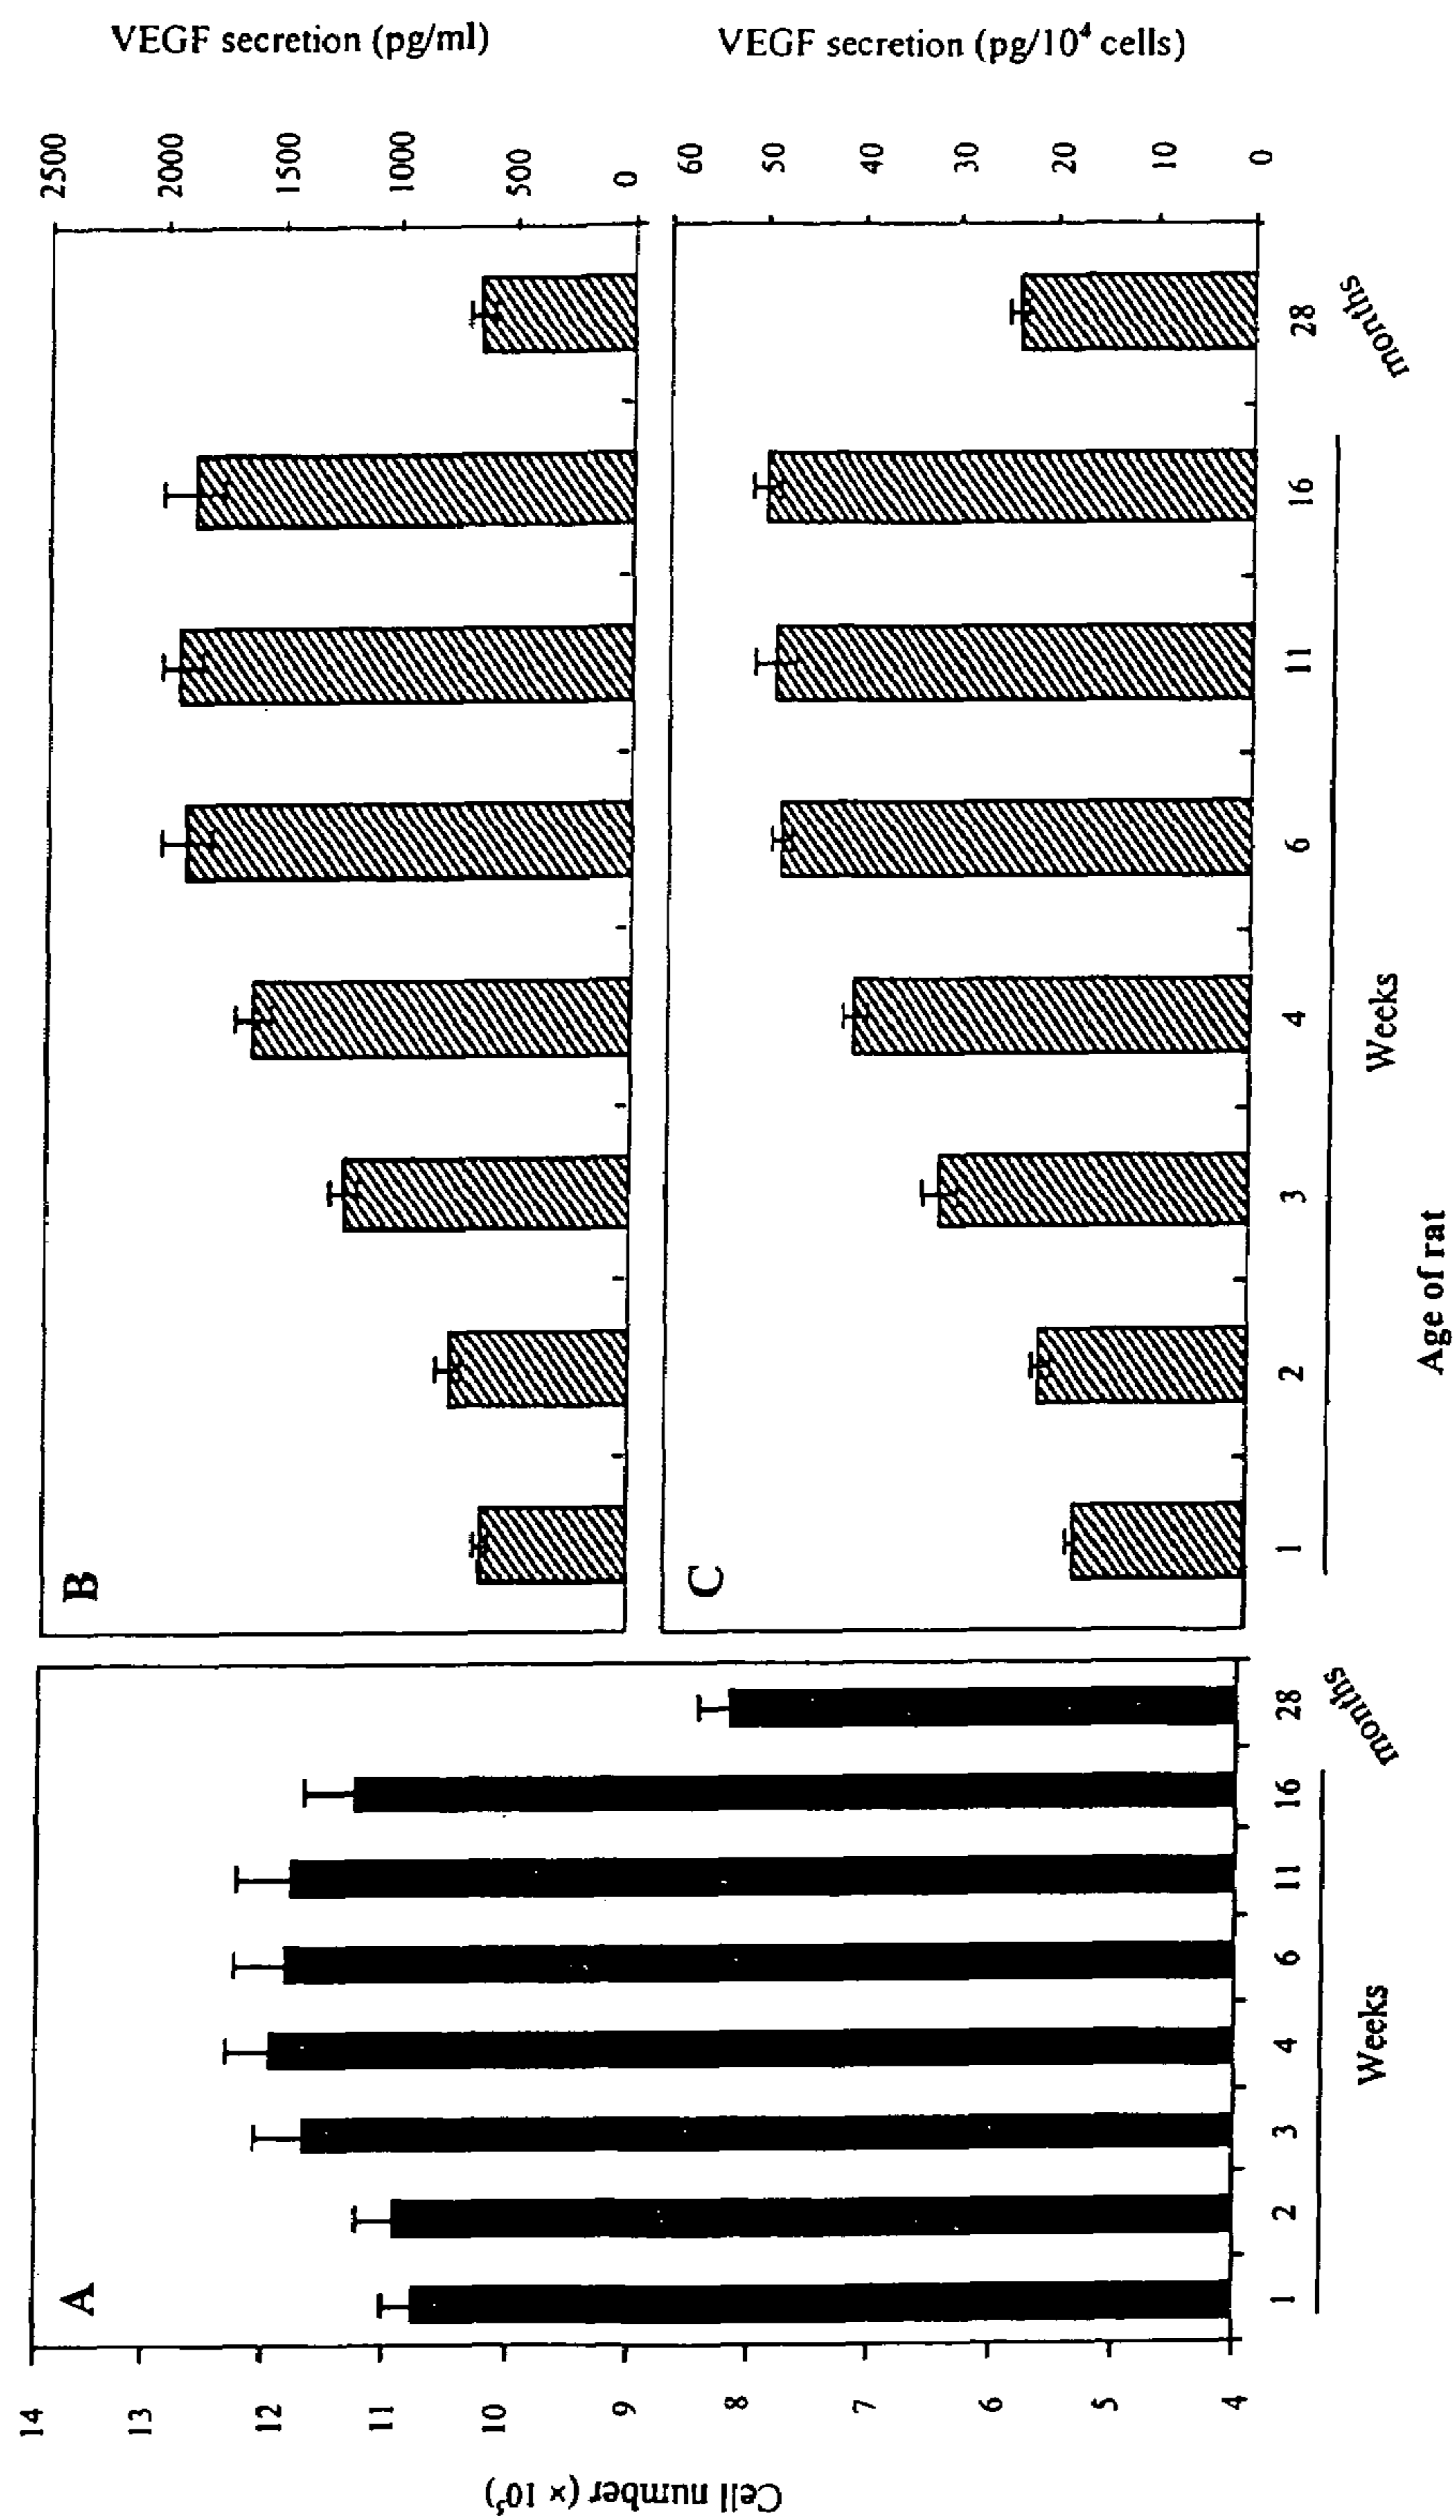 A
Cell number (× 10⁵)
14
13
12
11
10
9
8
7
6
5
4
1 2 3 4 6 11 16 28
Weeks
months
B
VEGF secretion (pg/ml)
2500
2000
1500
1000
500
0
C
VEGF secretion (pg/10⁴ cells)
60
50
40
30
20
10
0
1 2 3 4 6 11 16 28
Weeks
months
Age of rat